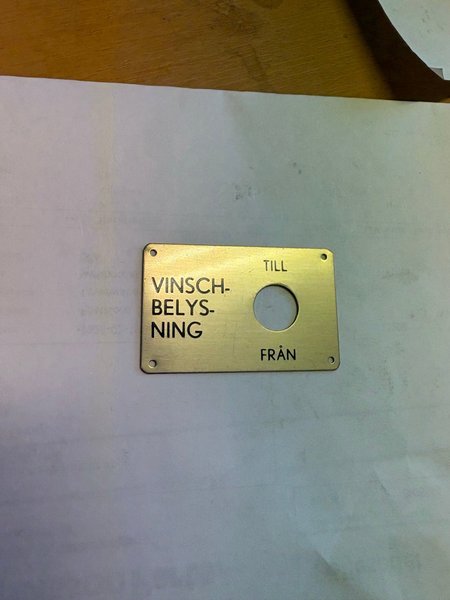 TILL
VINSCH-
BELYS-
NING
FRÅN